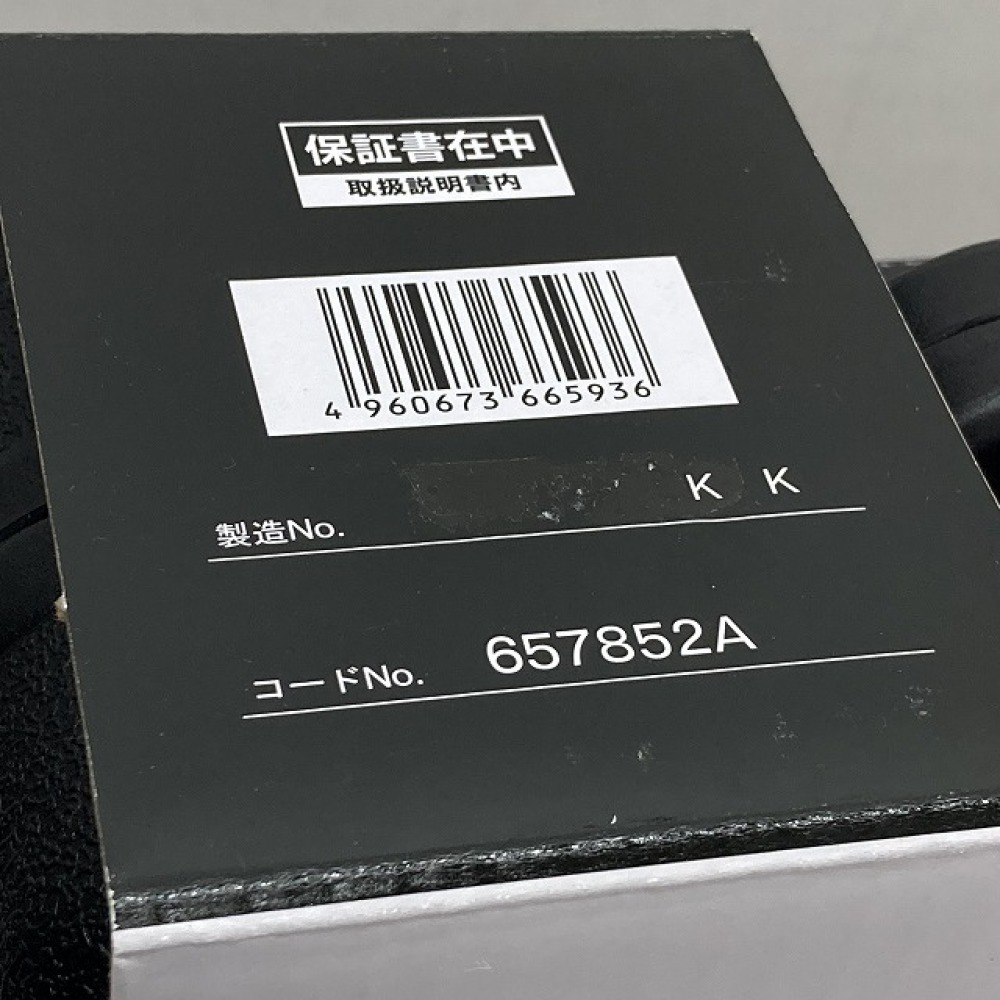 保証書在中
取扱説明書内
4 960673 665936
製造No. K K
コードNo. 657852A